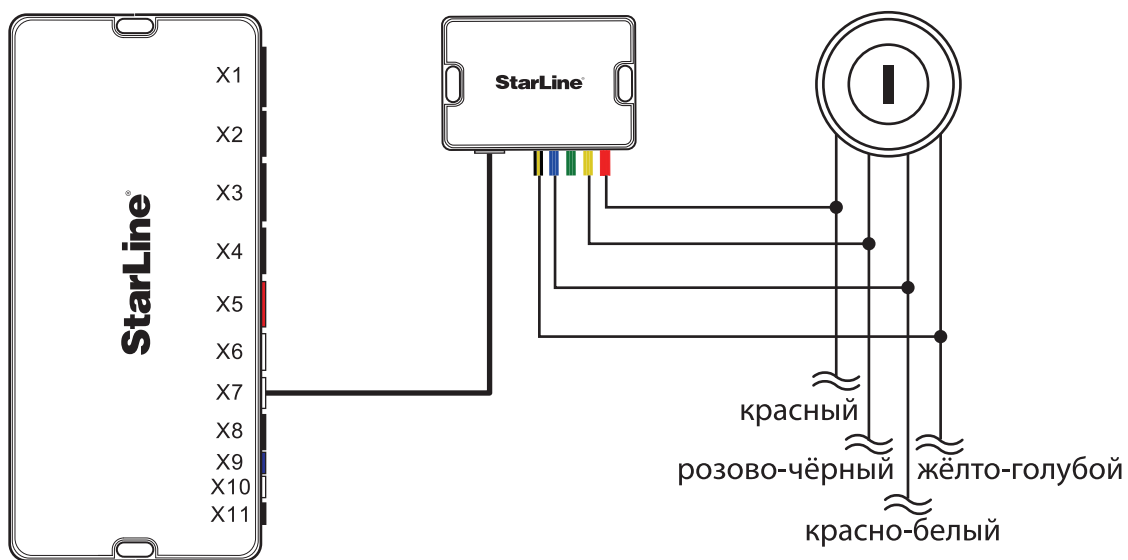 X1
X2
X3
X4
X5
X6
X7
X8
X9
X10
X11
StarLine®
StarLine®
красный
розово-чёрный
жёлто-голубой
красно-белый